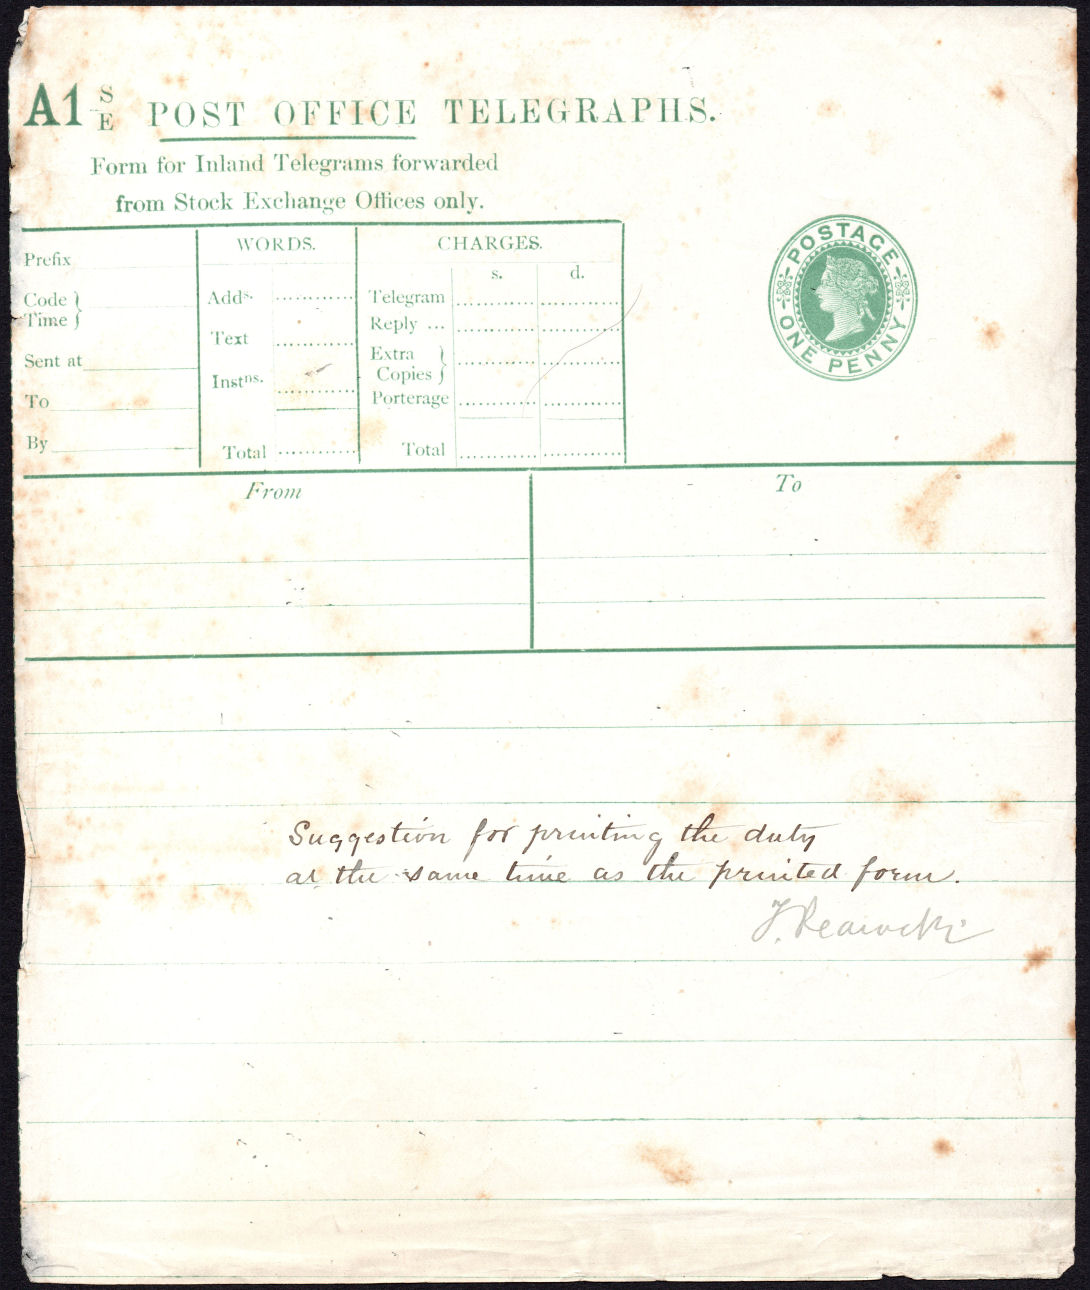 A1 S E POST OFFICE TELEGRAPHS.
Form for Inland Telegrams forwarded
from Stock Exchange Offices only.
Prefix
Code }
Time }
Sent at
To
By
WORDS.
Adds.
Text
Instns.
Total
CHARGES.
s. d.
Telegram
Reply ...
Extra }
Copies }
Porterage
Total
POSTAGE
ONE PENNY
From
To
Suggestion for printing the duty
at the same time as the printed form.